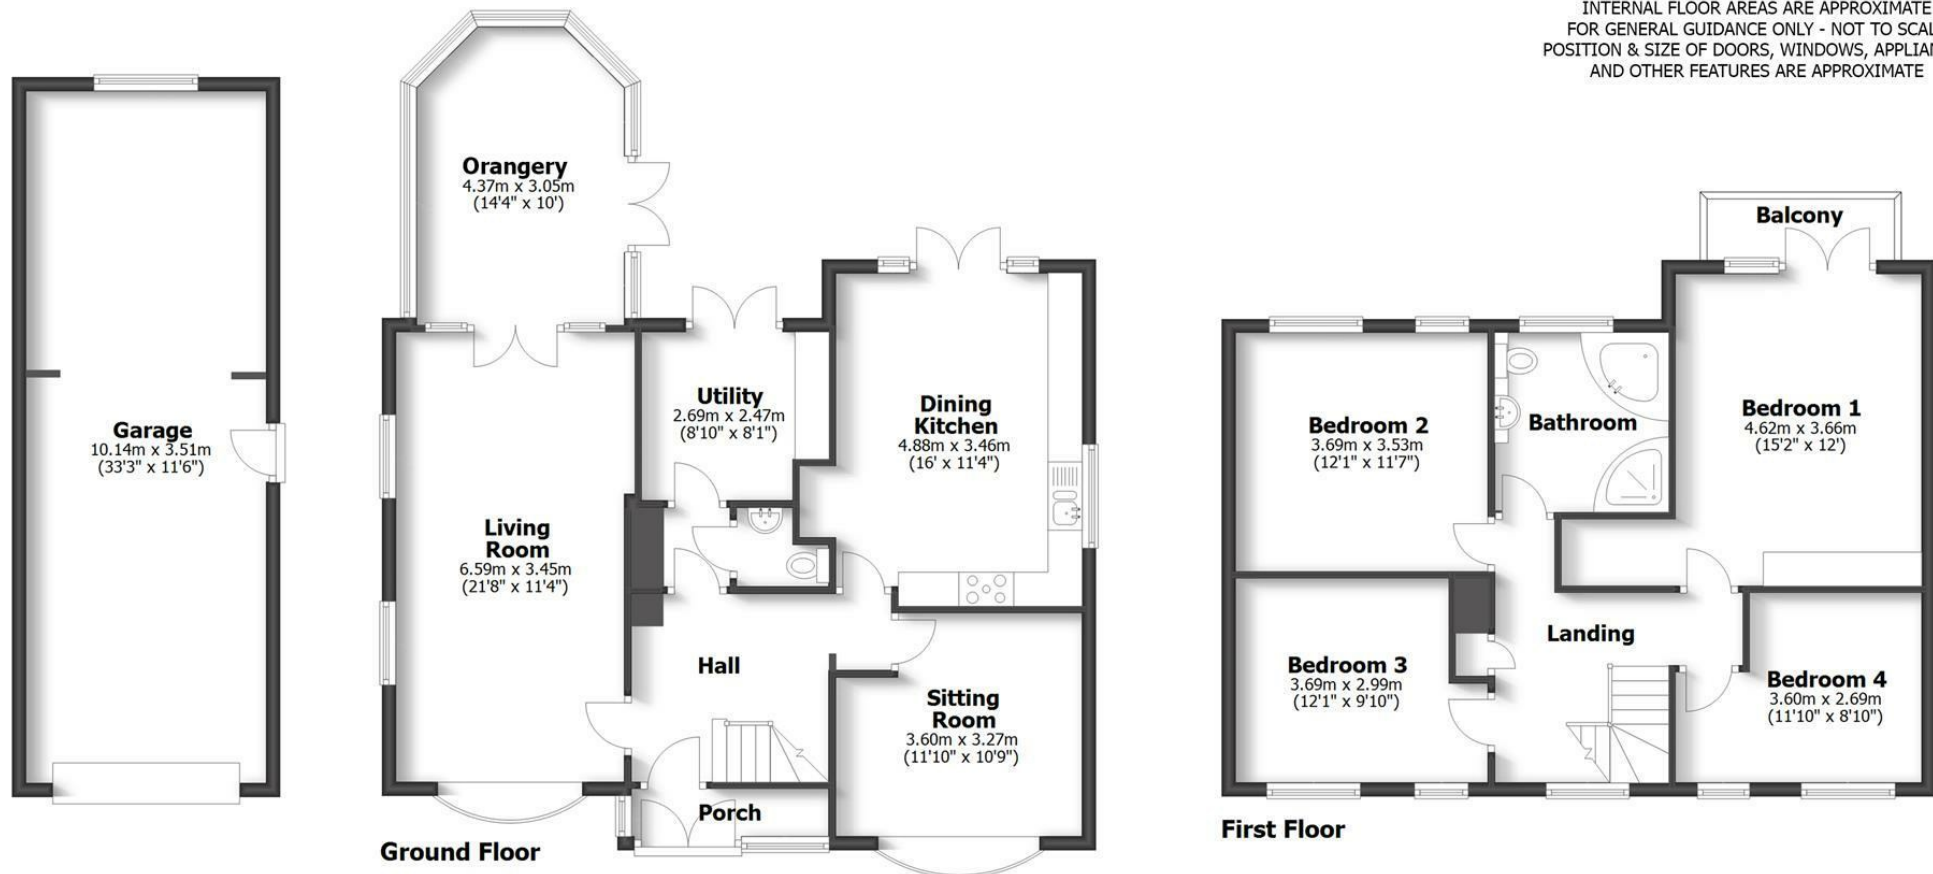 INTERNAL FLOOR AREAS ARE APPROXIMATE
FOR GENERAL GUIDANCE ONLY - NOT TO SCAL
POSITION & SIZE OF DOORS, WINDOWS, APPLIAN
AND OTHER FEATURES ARE APPROXIMATE
Garage
10.14m x 3.51m
(33'3" x 11'6")
Orangery
4.37m x 3.05m
(14'4" x 10')
Utility
2.69m x 2.47m
(8'10" x 8'1")
Dining
Kitchen
4.88m x 3.46m
(16' x 11'4")
Living
Room
6.59m x 3.45m
(21'8" x 11'4")
Hall
Sitting
Room
3.60m x 3.27m
(11'10" x 10'9")
Porch
Ground Floor
Balcony
Bedroom 1
4.62m x 3.66m
(15'2" x 12')
Bedroom 2
3.69m x 3.53m
(12'1" x 11'7")
Bathroom
Landing
Bedroom 3
3.69m x 2.99m
(12'1" x 9'10")
Bedroom 4
3.60m x 2.69m
(11'10" x 8'10")
First Floor